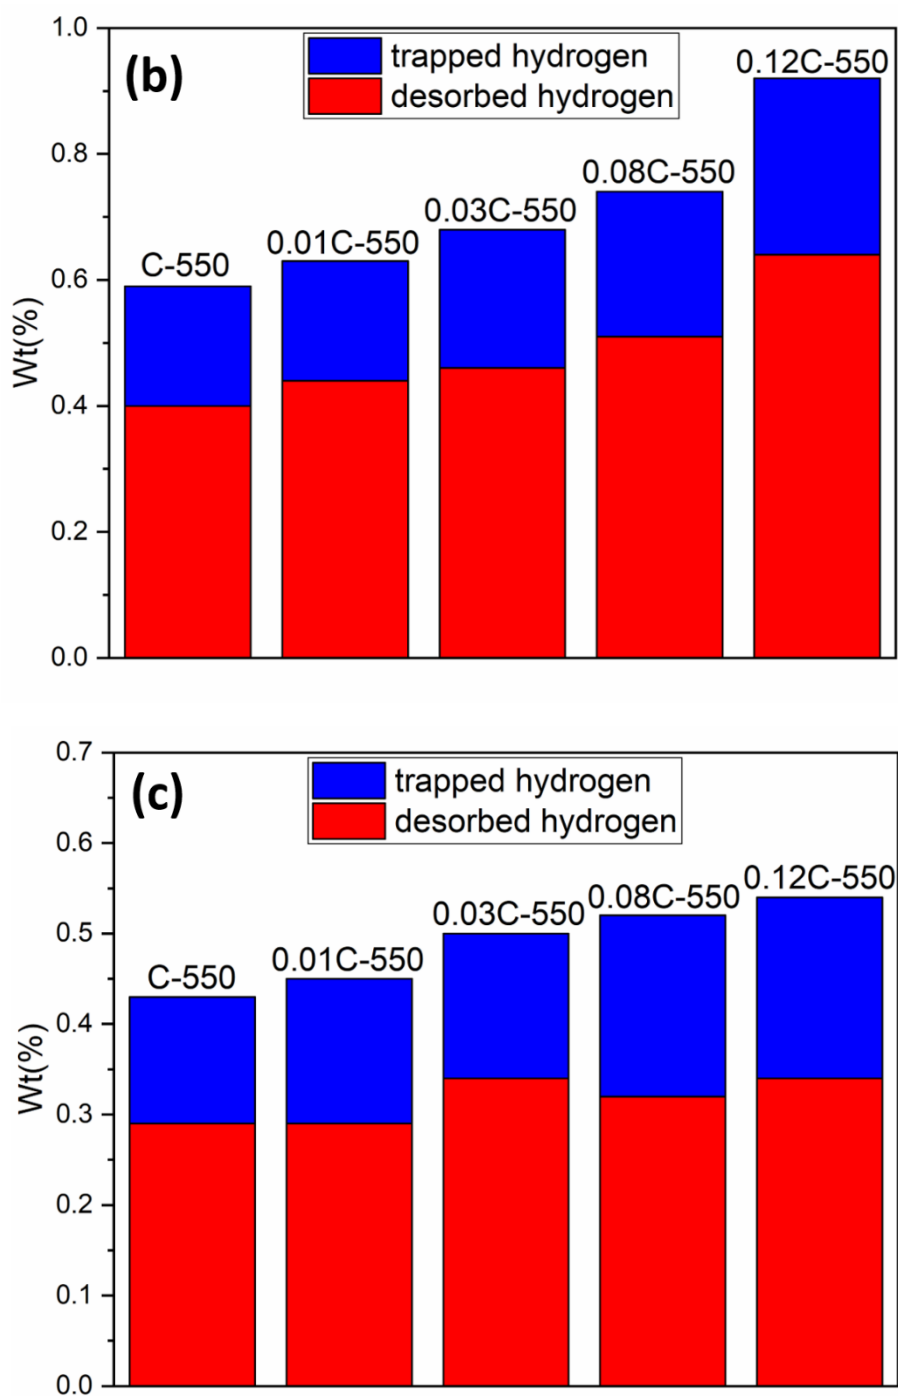 1.0
(b)
trapped hydrogen
desorbed hydrogen
0.12C-550
0.8
0.08C-550
0.03C-550
0.01C-550
C-550
0.6
Wt(%)
0.4
0.2
0.0
0.7
(c)
trapped hydrogen
desorbed hydrogen
0.6
0.12C-550
0.08C-550
0.03C-550
0.01C-550
C-550
0.5
0.4
Wt(%)
0.3
0.2
0.1
0.0